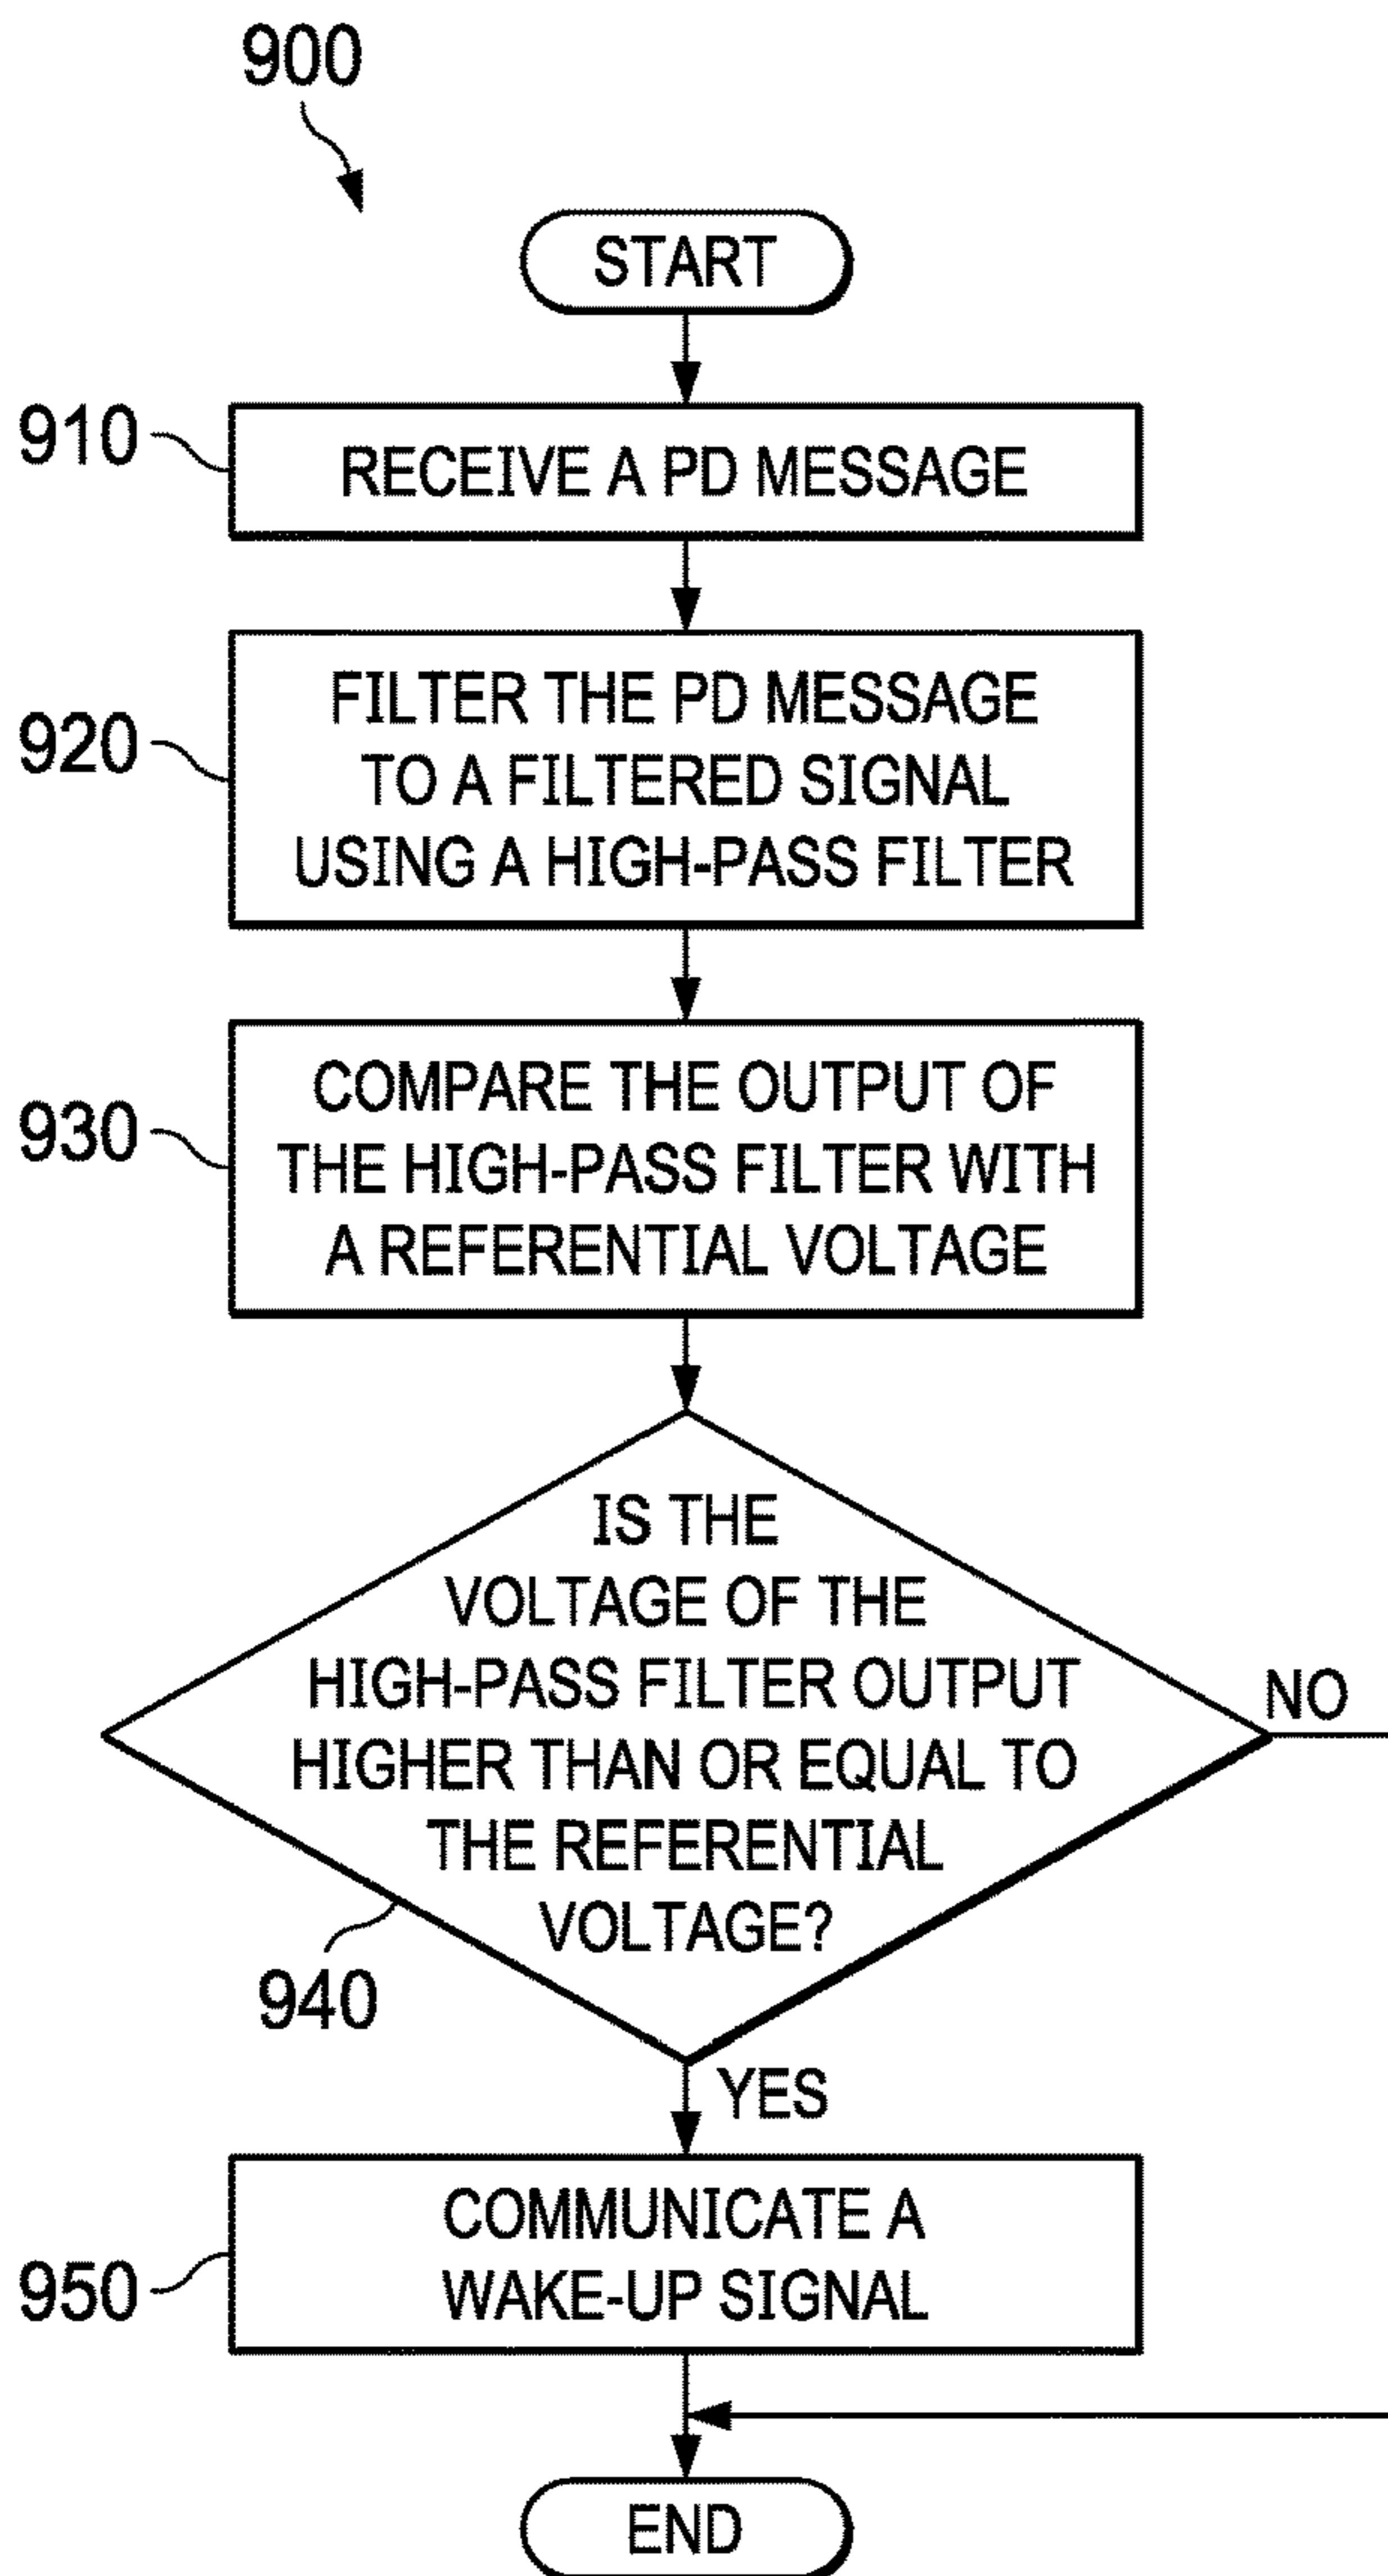 900
START
910
RECEIVE A PD MESSAGE
920
FILTER THE PD MESSAGE
TO A FILTERED SIGNAL
USING A HIGH-PASS FILTER
930
COMPARE THE OUTPUT OF
THE HIGH-PASS FILTER WITH
A REFERENTIAL VOLTAGE
IS THE
VOLTAGE OF THE
HIGH-PASS FILTER OUTPUT
HIGHER THAN OR EQUAL TO
THE REFERENTIAL
VOLTAGE?
NO
940
YES
COMMUNICATE A
WAKE-UP SIGNAL
950
END